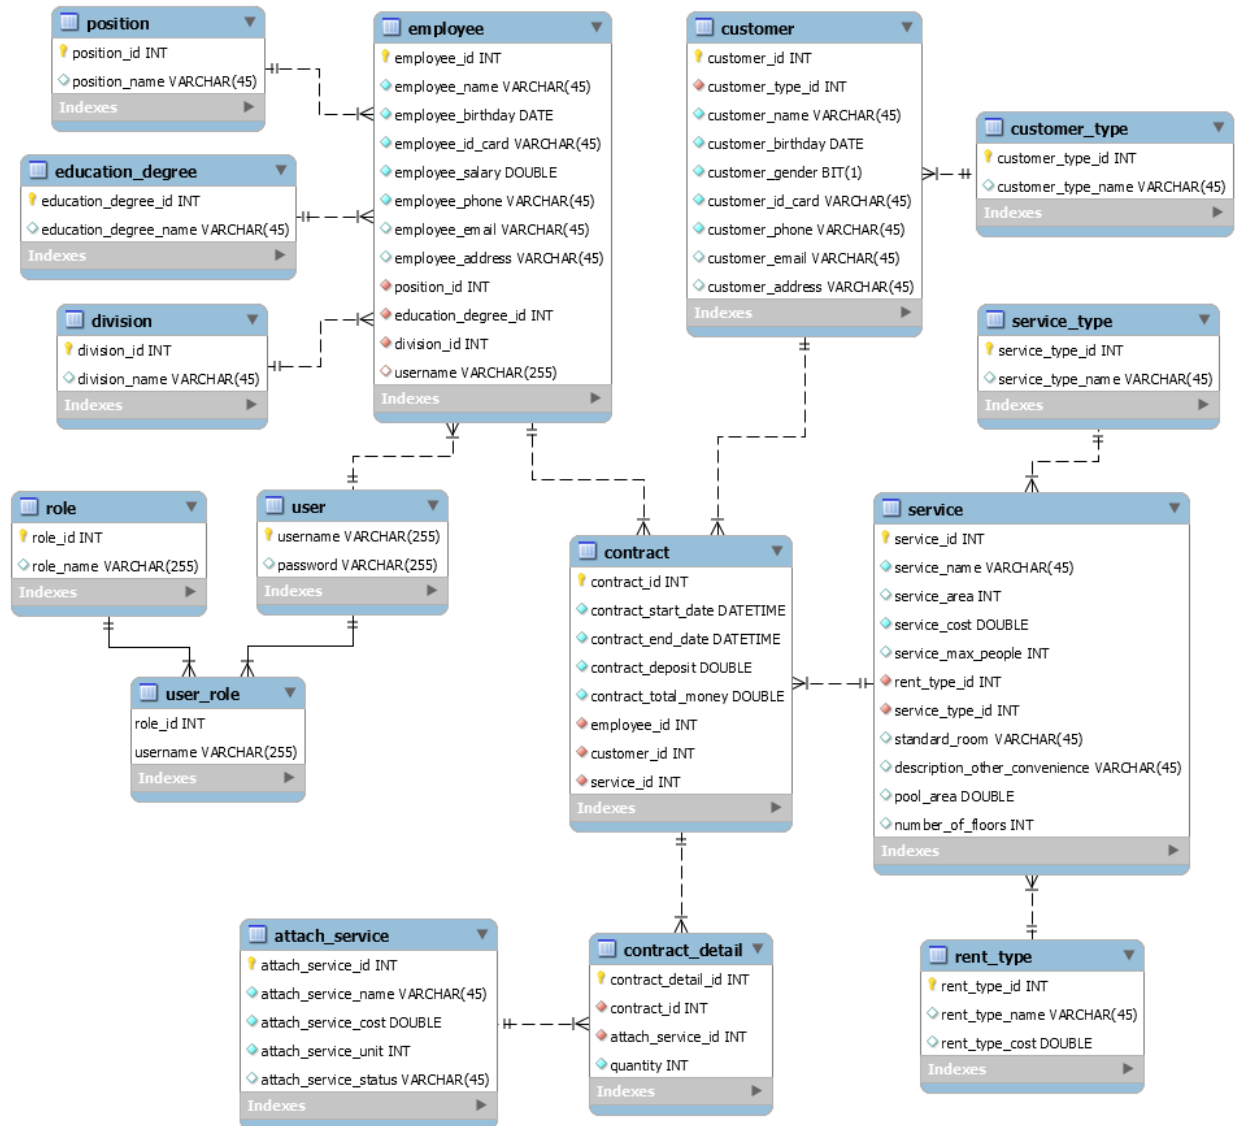 position
position_id INT
position_name VARCHAR(45)
Indexes
education_degree
education_degree_id INT
education_degree_name VARCHAR(45)
Indexes
division
division_id INT
division_name VARCHAR(45)
Indexes
employee
employee_id INT
employee_name VARCHAR(45)
employee_birthday DATE
employee_id_card VARCHAR(45)
employee_salary DOUBLE
employee_phone VARCHAR(45)
employee_email VARCHAR(45)
employee_address VARCHAR(45)
position_id INT
education_degree_id INT
division_id INT
username VARCHAR(255)
Indexes
customer
customer_id INT
customer_type_id INT
customer_name VARCHAR(45)
customer_birthday DATE
customer_gender BIT(1)
customer_id_card VARCHAR(45)
customer_phone VARCHAR(45)
customer_email VARCHAR(45)
customer_address VARCHAR(45)
Indexes
customer_type
customer_type_id INT
customer_type_name VARCHAR(45)
Indexes
service_type
service_type_id INT
service_type_name VARCHAR(45)
Indexes
role
role_id INT
role_name VARCHAR(255)
Indexes
user
username VARCHAR(255)
password VARCHAR(255)
Indexes
user_role
role_id INT
username VARCHAR(255)
Indexes
contract
contract_id INT
contract_start_date DATETIME
contract_end_date DATETIME
contract_deposit DOUBLE
contract_total_money DOUBLE
employee_id INT
customer_id INT
service_id INT
Indexes
service
service_id INT
service_name VARCHAR(45)
service_area INT
service_cost DOUBLE
service_max_people INT
rent_type_id INT
service_type_id INT
standard_room VARCHAR(45)
description_other_convenience VARCHAR(45)
pool_area DOUBLE
number_of_floors INT
Indexes
attach_service
attach_service_id INT
attach_service_name VARCHAR(45)
attach_service_cost DOUBLE
attach_service_unit INT
attach_service_status VARCHAR(45)
Indexes
contract_detail
contract_detail_id INT
contract_id INT
attach_service_id INT
quantity INT
Indexes
rent_type
rent_type_id INT
rent_type_name VARCHAR(45)
rent_type_cost DOUBLE
Indexes